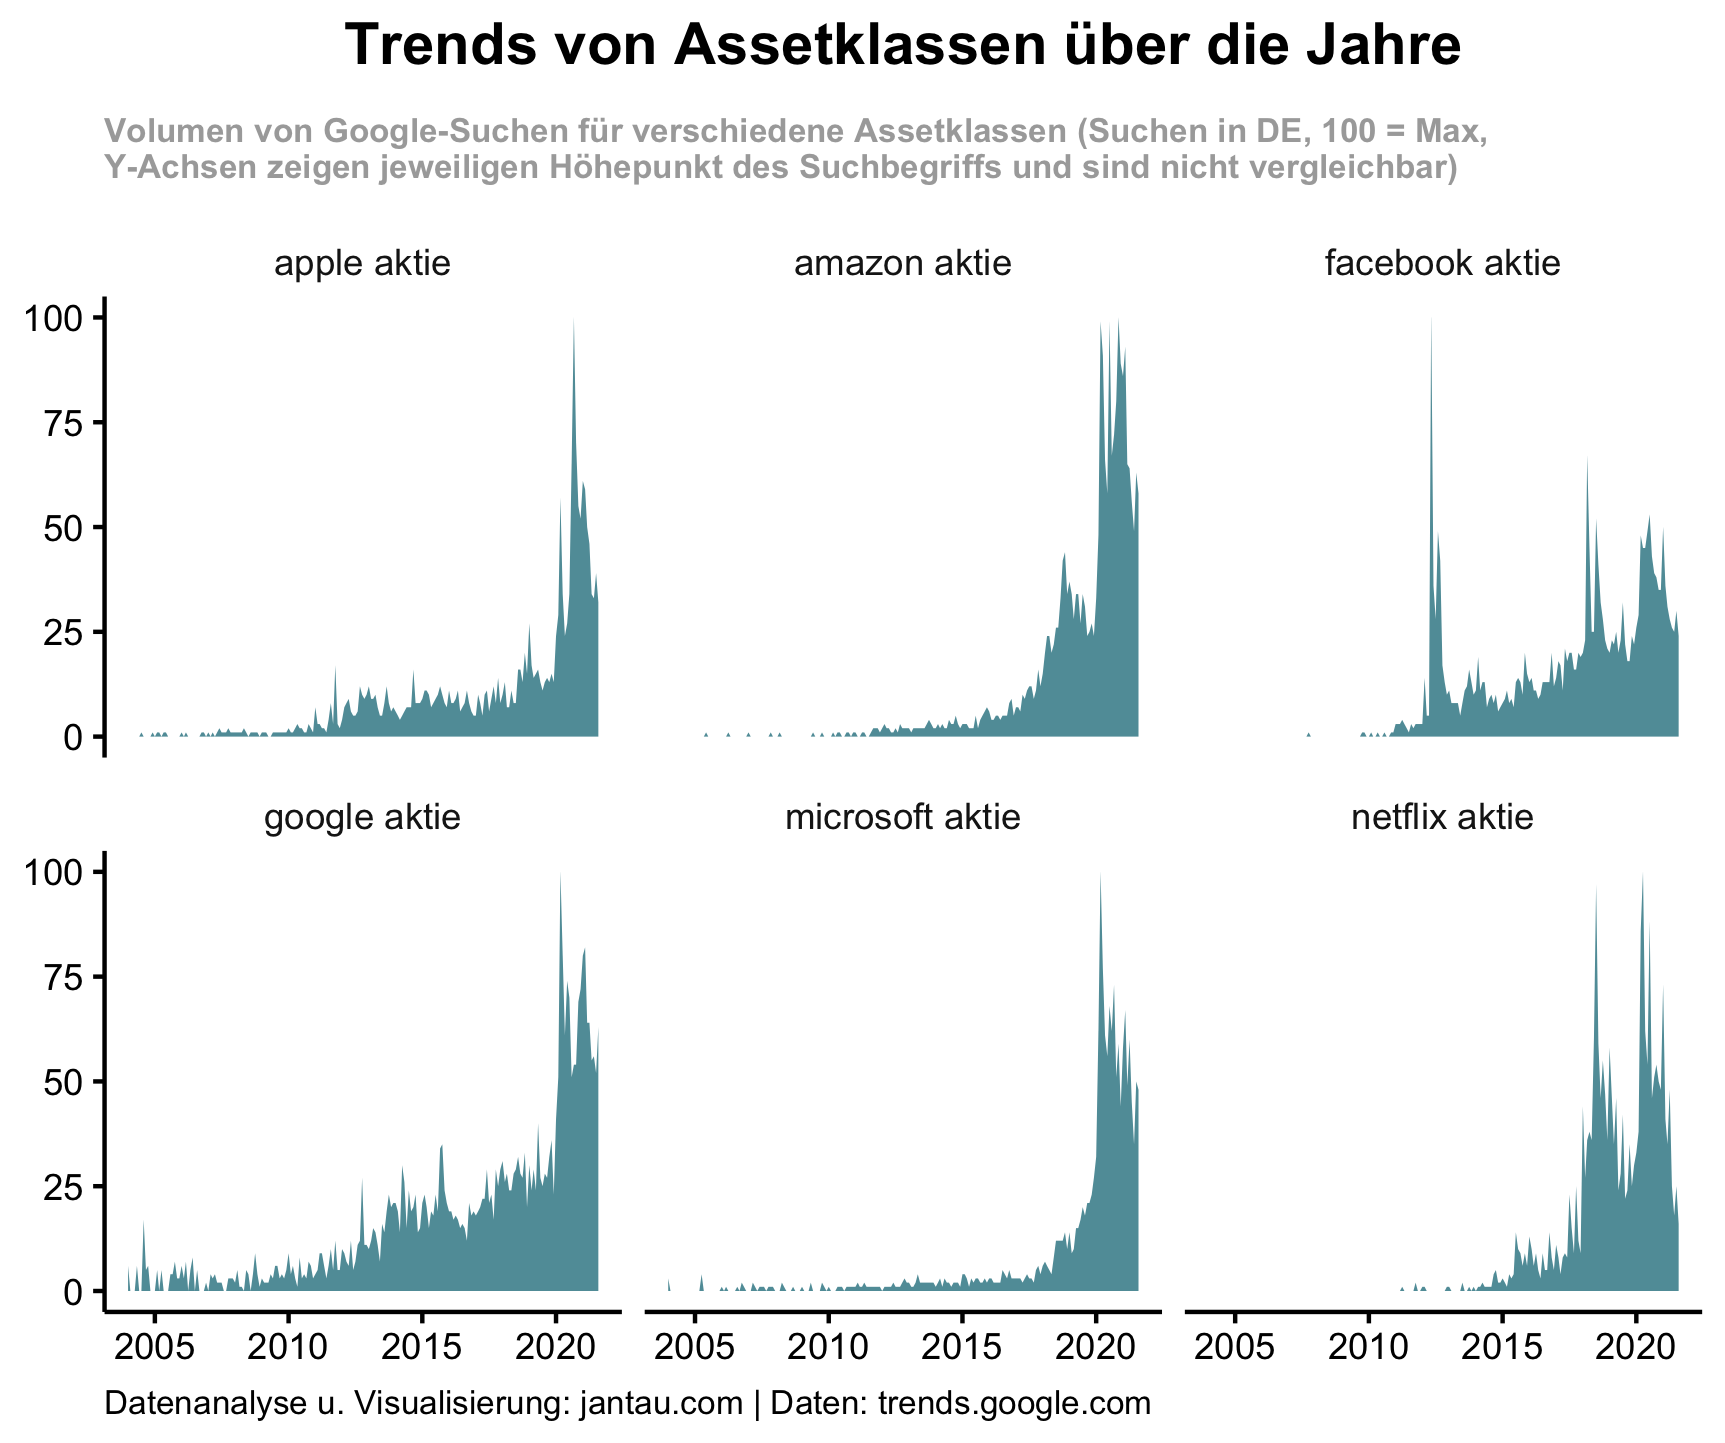 Trends von Assetklassen über die Jahre
Volumen von Google-Suchen für verschiedene Assetklassen (Suchen in DE, 100 = Max,
Y-Achsen zeigen jeweiligen Höhepunkt des Suchbegriffs und sind nicht vergleichbar)
apple aktie
amazon aktie
facebook aktie
100
75
50
25
0
google aktie
microsoft aktie
netflix aktie
100
75
50
25
0
2005 2010 2015 2020
2005 2010 2015 2020
2005 2010 2015 2020
Datenanalyse u. Visualisierung: jantau.com | Daten: trends.google.com